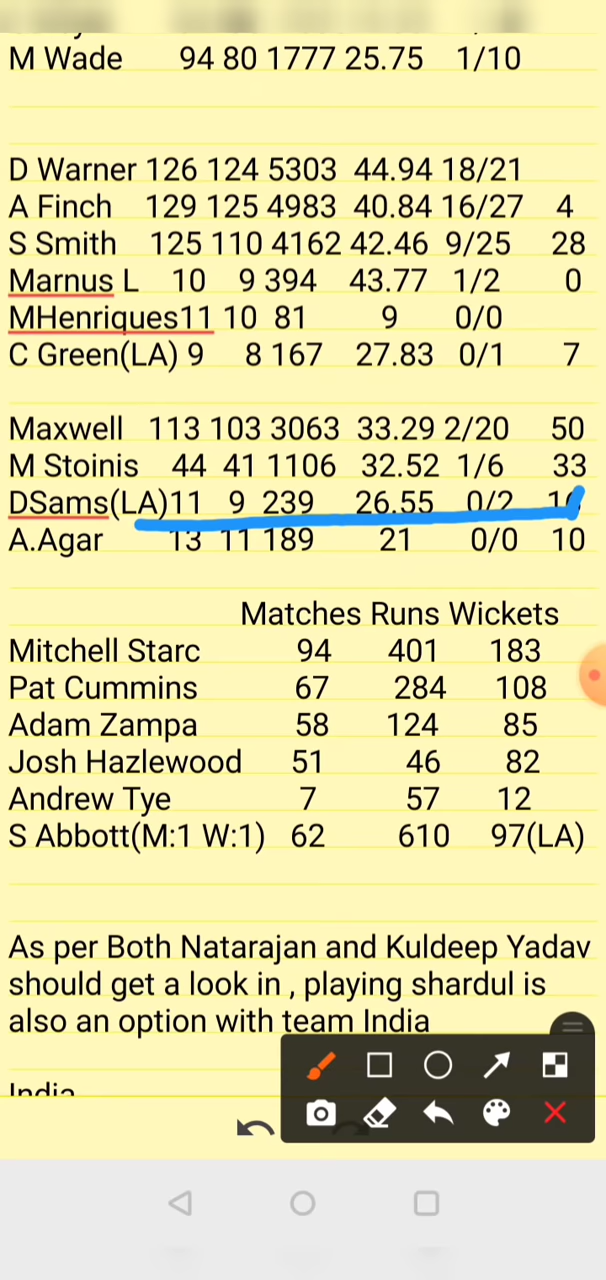 M Wade 94 80 1777 25.75 1/10
D Warner 126 124 5303 44.94 18/21
A Finch 129 125 4983 40.84 16/27 4
S Smith 125 110 4162 42.46 9/25 28
Marnus L 10 9 394 43.77 1/2 0
MHenriques11 10 81 9 0/0
C Green(LA) 9 8 167 27.83 0/1 7
Maxwell 113 103 3063 33.29 2/20 50
M Stoinis 44 41 1106 32.52 1/6 33
DSams(LA)11 9 239 26.55 0/2
A.Agar 13 11 189 21 0/0 10
Matches Runs Wickets
Mitchell Starc 94 401 183
Pat Cummins 67 284 108
Adam Zampa 58 124 85
Josh Hazlewood 51 46 82
Andrew Tye 7 57 12
S Abbott(M:1 W:1) 62 610 97(LA)
As per Both Natarajan and Kuldeep Yadav
should get a look in , playing shardul is
also an option with team India
India